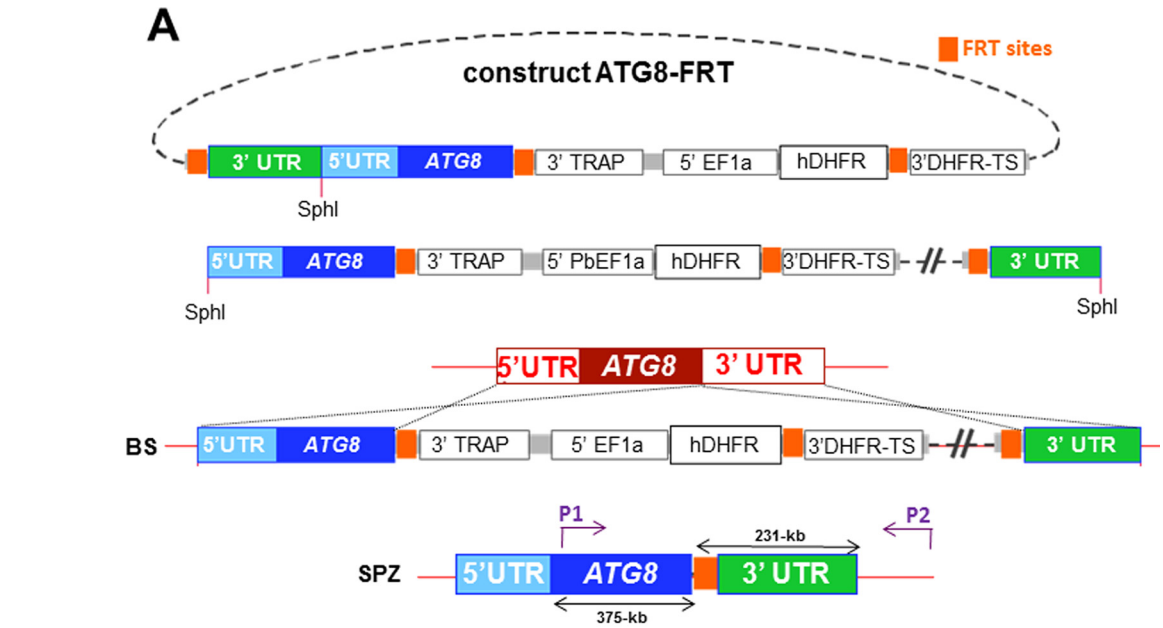 A
FRT sites
construct ATG8-FRT
3’ UTR 5’UTR ATG8 3’ TRAP 5’ EF1a hDHFR 3’DHFR-TS
SphI
5’UTR ATG8 3’ TRAP 5’ PbEF1a hDHFR 3’DHFR-TS 3’ UTR
SphI SphI
5’UTR ATG8 3’ UTR
BS 5’UTR ATG8 3’ TRAP 5’ EF1a hDHFR 3’DHFR-TS 3’ UTR
P1 P2
231-kb
SPZ 5’UTR ATG8 3’ UTR
375-kb